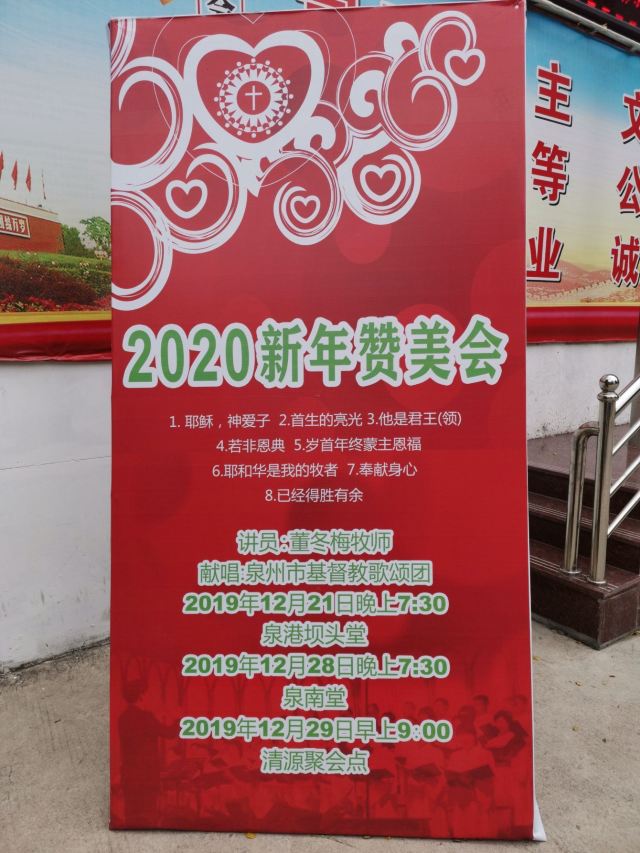 2020新年赞美会
1. 耶稣，神爱子 2.首生的亮光 3.他是君王(领)
4.若非恩典 5.岁首年终蒙主恩福
6.耶和华是我的牧者 7.奉献身心
8.已经得胜有余
讲员:董冬梅牧师
献唱:泉州市基督教歌颂团
2019年12月21日晚上7:30
泉港坝头堂
2019年12月28日晚上7:30
泉南堂
2019年12月29日早上9:00
清源聚会点
主
等
业
文
公
诚